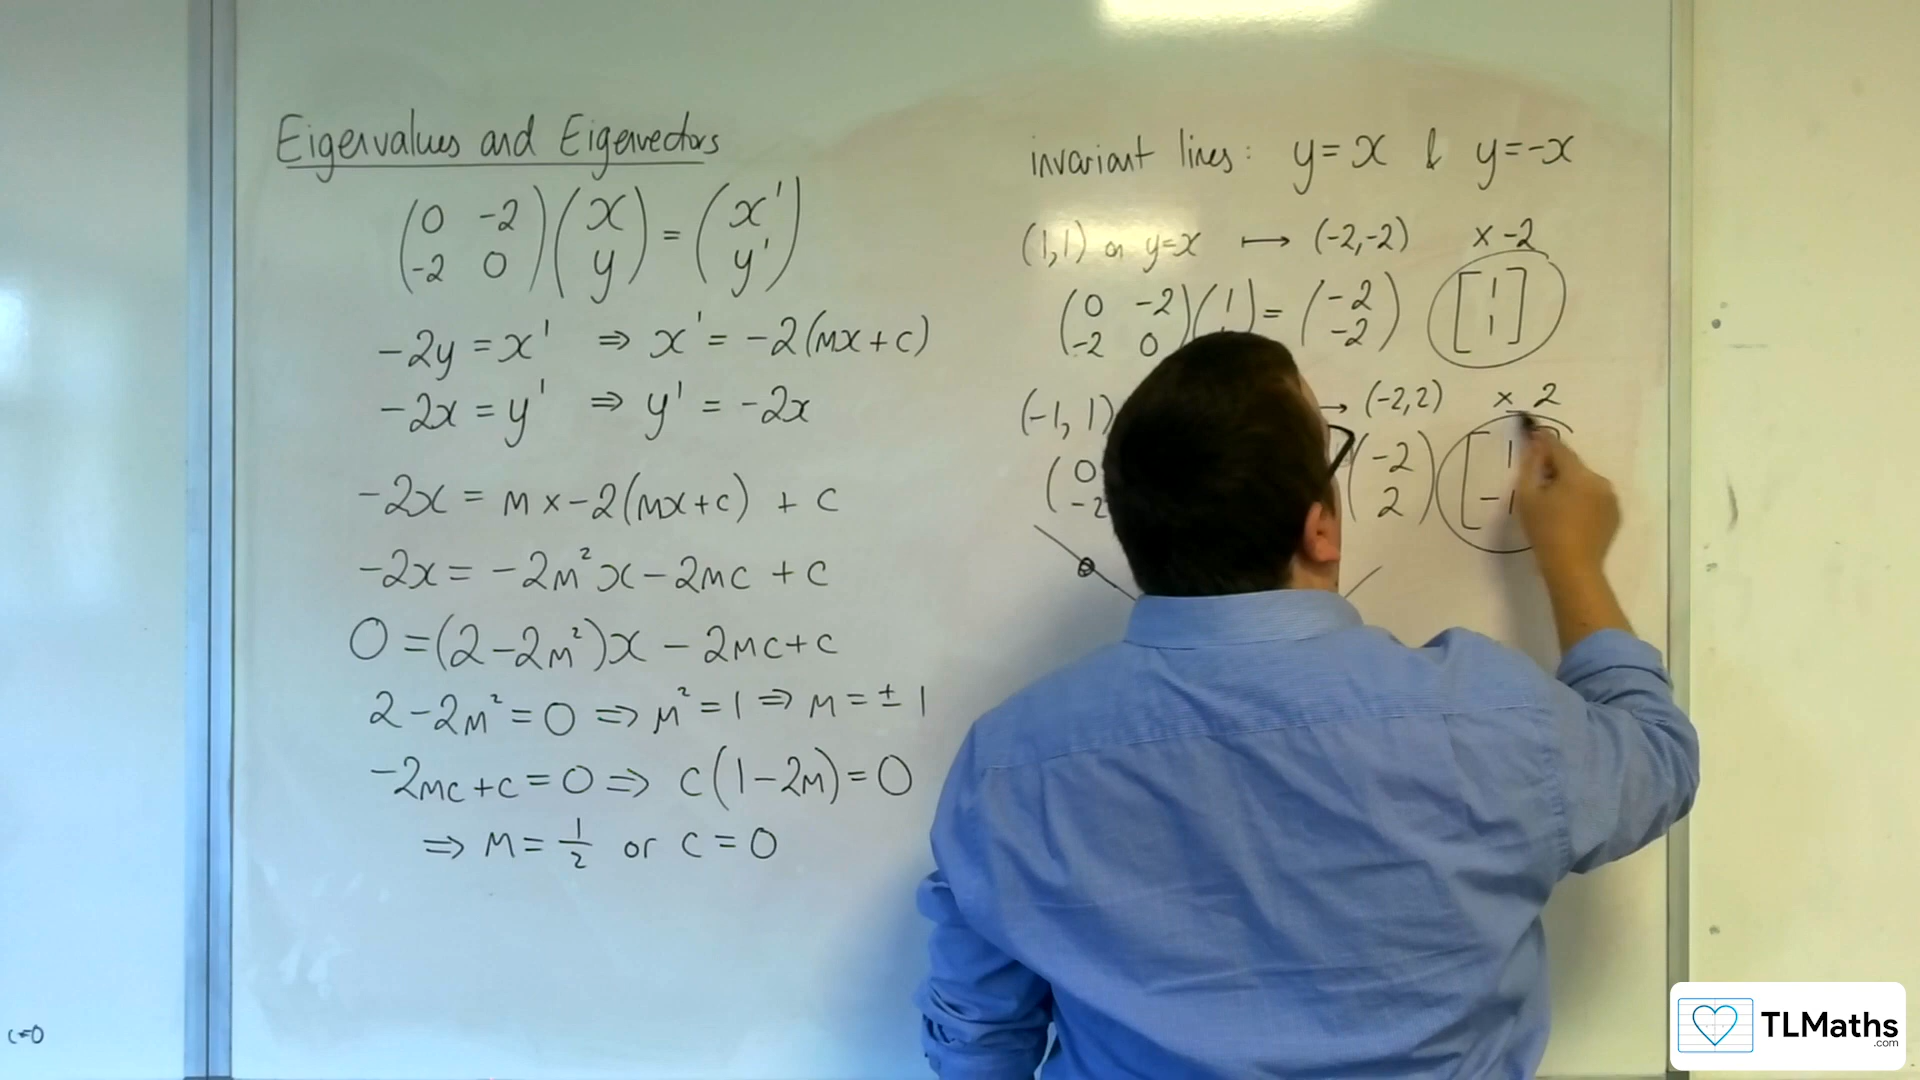 Eigenvalues and Eigenvectors
(0 -2
-2 0)(x
y) = (x'
y')
-2y = x' ⇒ x' = -2(mx+c)
-2x = y' ⇒ y' = -2x
-2x = m x -2(mx+c) + c
-2x = -2m²x - 2mc + c
0 = (2-2m²)x - 2mc+c
2-2m² = 0 ⇒ m² = 1 ⇒ m = ± 1
-2mc+c = 0 ⇒ c(1-2m) = 0
⇒ m = 1/2 or c = 0
invariant lines: y = x & y = -x
(1,1) on y=x ↦ (-2,-2) x -2
(0 -2
-2 0)(1 = (-2
-2) [1
1]
(-1, 1) → (-2,2) x 2
(0
-2 (-2
2) [1
-1
c=0
TLMaths
.com